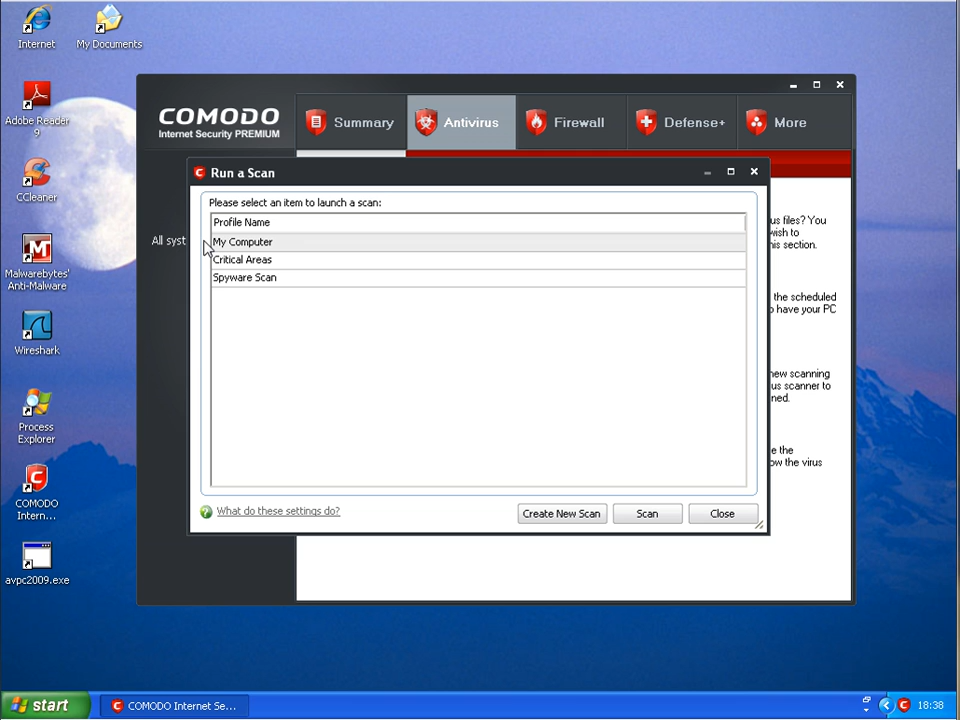 Internet
My Documents
Adobe Reader
9
CCleaner
Malwarebytes'
Anti-Malware
Wireshark
Process
Explorer
COMODO
Intern...
avpc2009.exe
COMODO
Internet Security PREMIUM
Summary
Antivirus
Firewall
Defense+
More
All syst
Run a Scan
Please select an item to launch a scan:
Profile Name
My Computer
Critical Areas
Spyware Scan
What do these settings do?
Create New Scan
Scan
Close
us files? You
wish to
his section.
the scheduled
o have your PC
new scanning
us scanner to
ned.
e the
ow the virus
start
COMODO Internet Se...
18:38